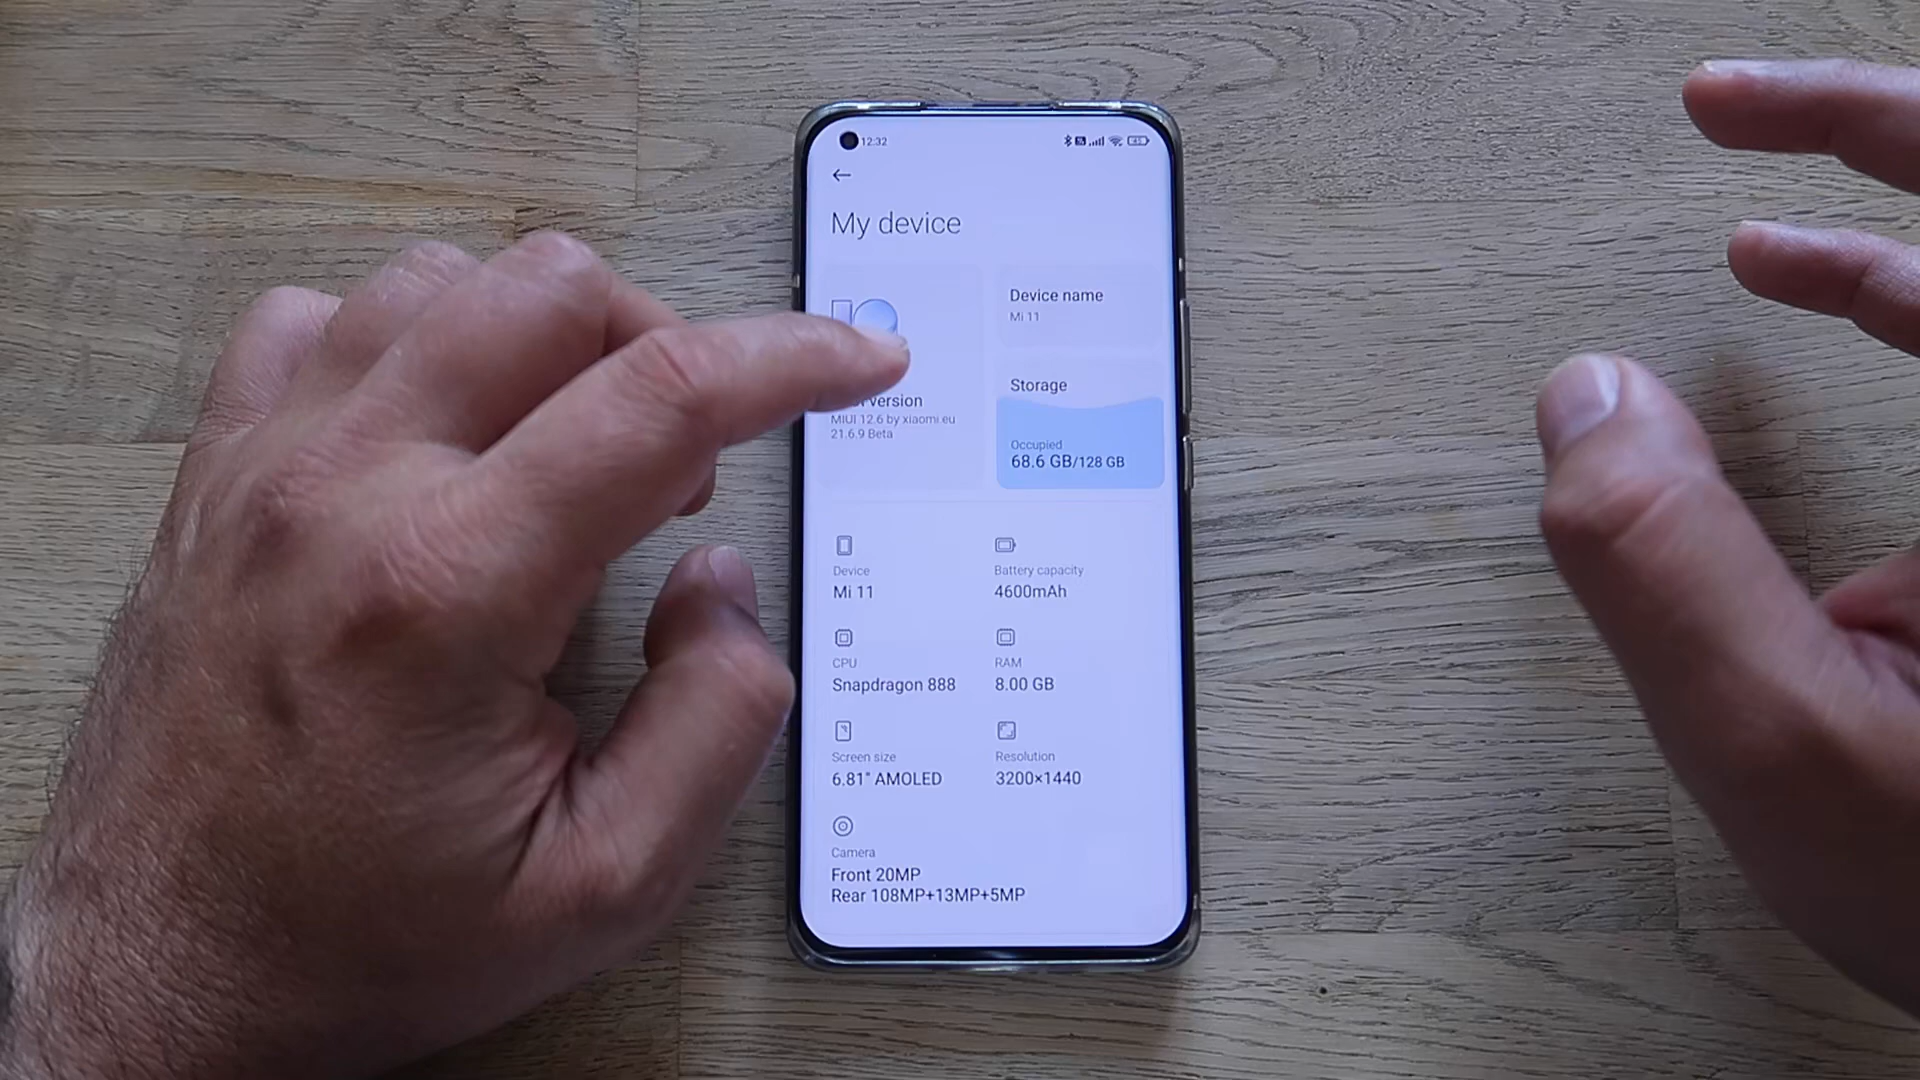 12:32
My device
version
MIUI 12.6 by xiaomi.eu
21.6.9 Beta
Device name
Mi 11
Storage
Occupied
68.6 GB/128 GB
Device
Mi 11
Battery capacity
4600mAh
CPU
Snapdragon 888
RAM
8.00 GB
Screen size
6.81" AMOLED
Resolution
3200×1440
Camera
Front 20MP
Rear 108MP+13MP+5MP